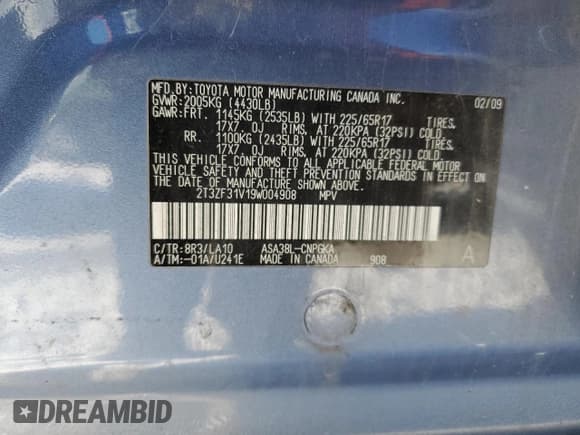 MFD.BY:TOYOTA MOTOR MANUFACTURING CANADA INC. 02/09
GVWR:2005KG (4430LB)
GAWR:FRT. 1145KG (2535LB) WITH 225/65R17 TIRES,
17X7. OJ RIMS, AT 220KPA (32PSI) COLD.
RR. 1100KG (2435LB) WITH 225/65R17 TIRES,
17X7. OJ RIMS, AT 220KPA (32PSI) COLD.
THIS VEHICLE CONFORMS TO ALL APPLICABLE FEDERAL MOTOR
VEHICLE SAFETY AND THEFT PREVENTION STANDARDS IN EFFECT ON
THE DATE OF MANUFACTURE SHOWN ABOVE.
2T3ZF31V19W004908 MPV
C/TR:8R3/LA10 ASA38L-CNPGKA A
A/TM:-01A/U241E MADE IN CANADA 908
DREAMBID